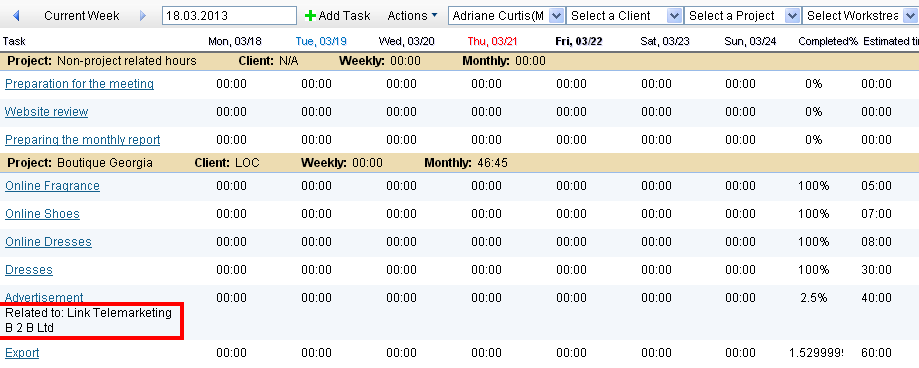 Current Week 18.03.2013 Add Task Actions Adriane Curtis(M Select a Client Select a Project Select Workstrea
Task Mon, 03/18 Tue, 03/19 Wed, 03/20 Thu, 03/21 Fri, 03/22 Sat, 03/23 Sun, 03/24 Completed% Estimated ti
Project: Non-project related hours Client: N/A Weekly: 00:00 Monthly: 00:00
Preparation for the meeting 00:00 00:00 00:00 00:00 00:00 00:00 00:00 0% 00:00
Website review 00:00 00:00 00:00 00:00 00:00 00:00 00:00 0% 00:00
Preparing the monthly report 00:00 00:00 00:00 00:00 00:00 00:00 00:00 0% 00:00
Project: Boutique Georgia Client: LOC Weekly: 00:00 Monthly: 46:45
Online Fragrance 00:00 00:00 00:00 00:00 00:00 00:00 00:00 100% 05:00
Online Shoes 00:00 00:00 00:00 00:00 00:00 00:00 00:00 100% 07:00
Online Dresses 00:00 00:00 00:00 00:00 00:00 00:00 00:00 100% 08:00
Dresses 00:00 00:00 00:00 00:00 00:00 00:00 00:00 100% 30:00
Advertisement 00:00 00:00 00:00 00:00 00:00 00:00 00:00 2.5% 40:00
Related to: Link Telemarketing
B 2 B Ltd
Export 00:00 00:00 00:00 00:00 00:00 00:00 00:00 1.529999 60:00